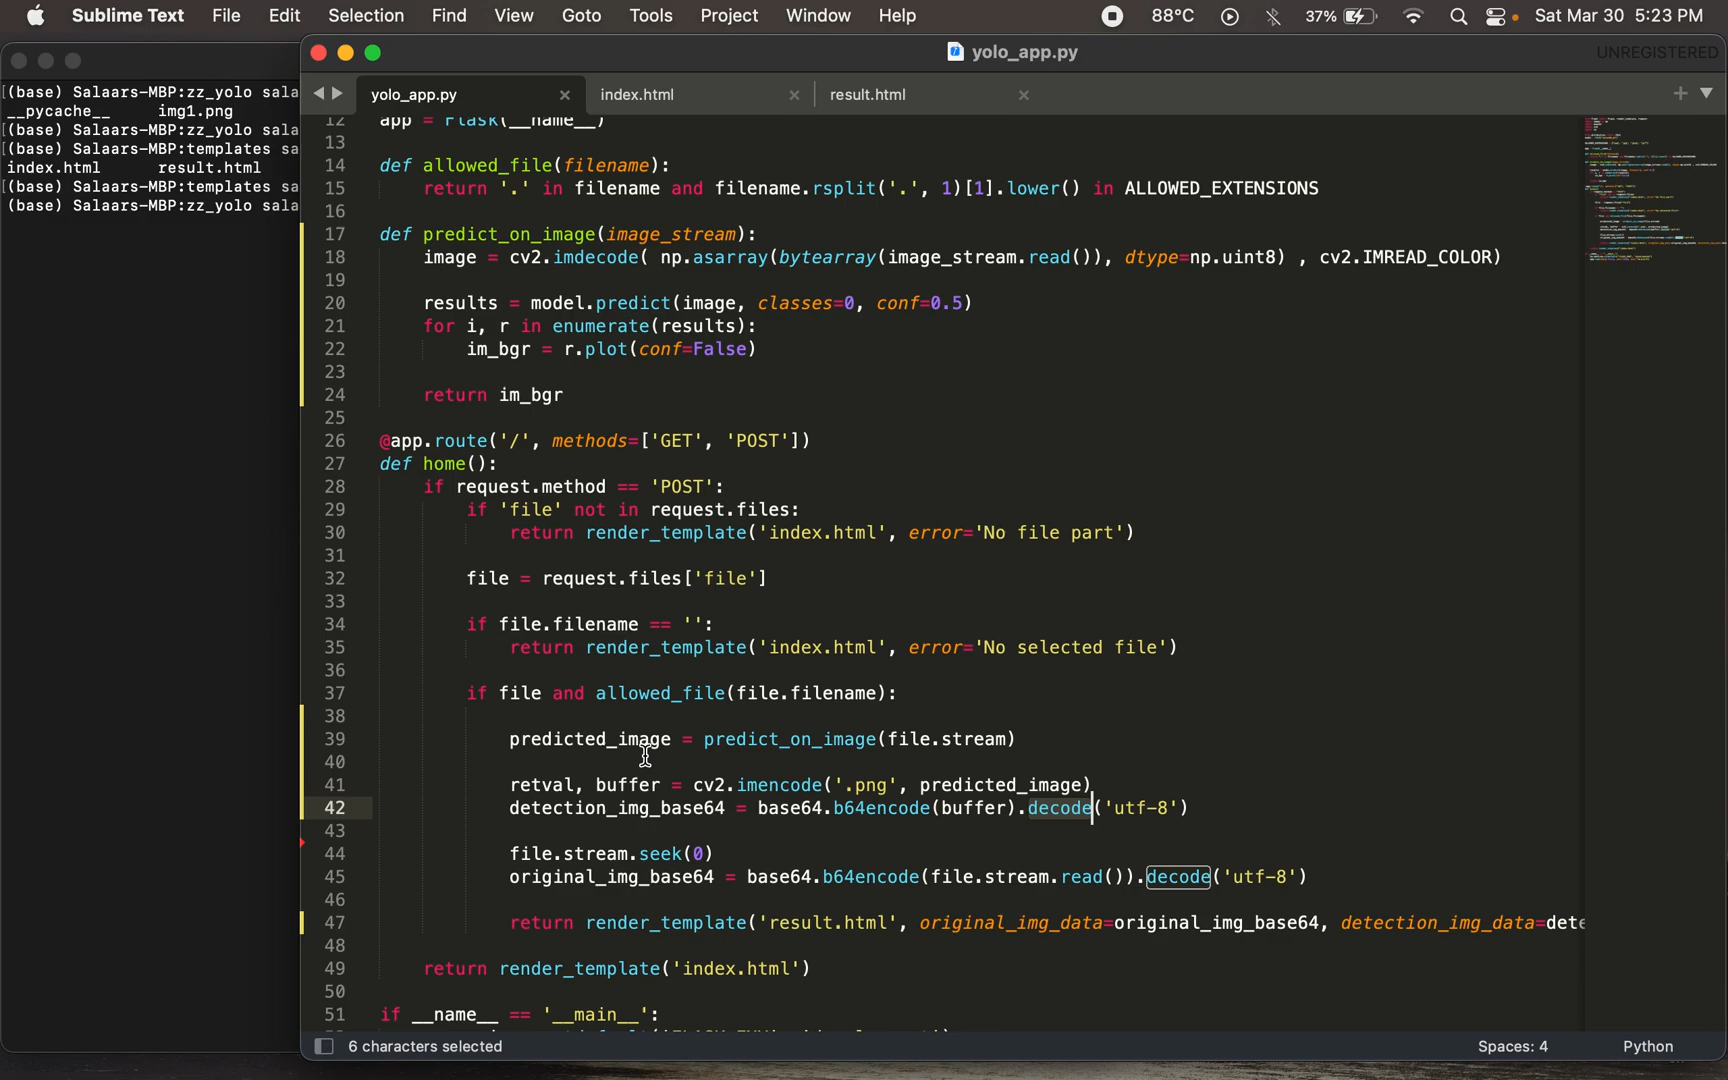 Sublime Text File Edit Selection Find View Goto Tools Project Window Help 88°C 37% Sat Mar 30 5:23 PM
yolo_app.py UNREGISTERED
yolo_app.py index.html result.html
[(base) Salaars-MBP:zz_yolo sala
__pycache__ img1.png
[(base) Salaars-MBP:zz_yolo sala
[(base) Salaars-MBP:templates sa
index.html result.html
[(base) Salaars-MBP:templates sa
(base) Salaars-MBP:zz_yolo sala
12 app = Flask(__name__)
13
14 def allowed_file(filename):
15 return '.' in filename and filename.rsplit('.', 1)[1].lower() in ALLOWED_EXTENSIONS
16
17 def predict_on_image(image_stream):
18 image = cv2.imdecode( np.asarray(bytearray(image_stream.read()), dtype=np.uint8) , cv2.IMREAD_COLOR)
19
20 results = model.predict(image, classes=0, conf=0.5)
21 for i, r in enumerate(results):
22 im_bgr = r.plot(conf=False)
23
24 return im_bgr
25
26 @app.route('/', methods=['GET', 'POST'])
27 def home():
28 if request.method == 'POST':
29 if 'file' not in request.files:
30 return render_template('index.html', error='No file part')
31
32 file = request.files['file']
33
34 if file.filename == '':
35 return render_template('index.html', error='No selected file')
36
37 if file and allowed_file(file.filename):
38
39 predicted_image = predict_on_image(file.stream)
40
41 retval, buffer = cv2.imencode('.png', predicted_image)
42 detection_img_base64 = base64.b64encode(buffer).decode('utf-8')
43
44 file.stream.seek(0)
45 original_img_base64 = base64.b64encode(file.stream.read()).decode('utf-8')
46
47 return render_template('result.html', original_img_data=original_img_base64, detection_img_data=dete
48
49 return render_template('index.html')
50
51 if __name__ == '__main__':
6 characters selected Spaces: 4 Python